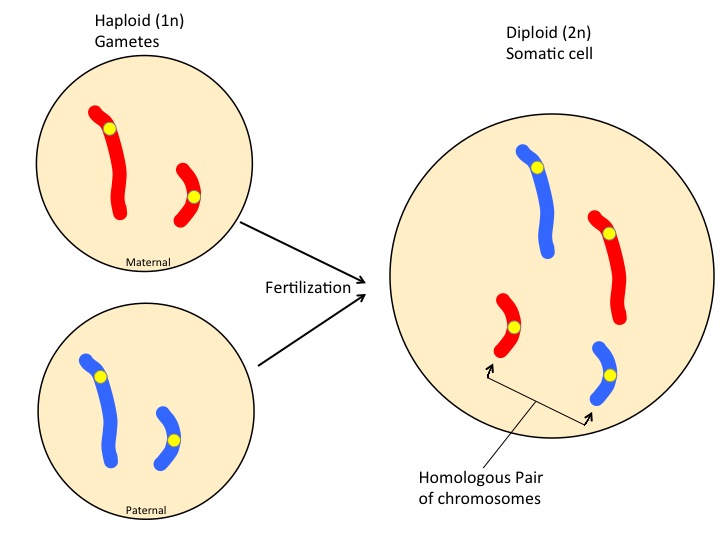 Haploid (1n)
Gametes
Diploid (2n)
Somatic cell
Maternal
Fertilization
Paternal
Homologous Pair
of chromosomes